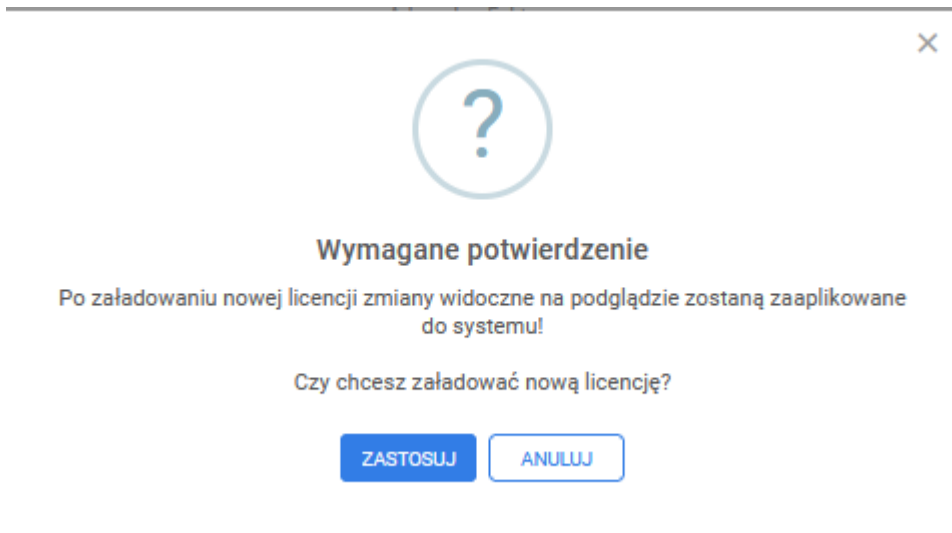 ?
Wymagane potwierdzenie
Po załadowaniu nowej licencji zmiany widoczne na podglądzie zostaną zaaplikowane
do systemu!
Czy chcesz załadować nową licencję?
ZASTOSUJ ANULUJ